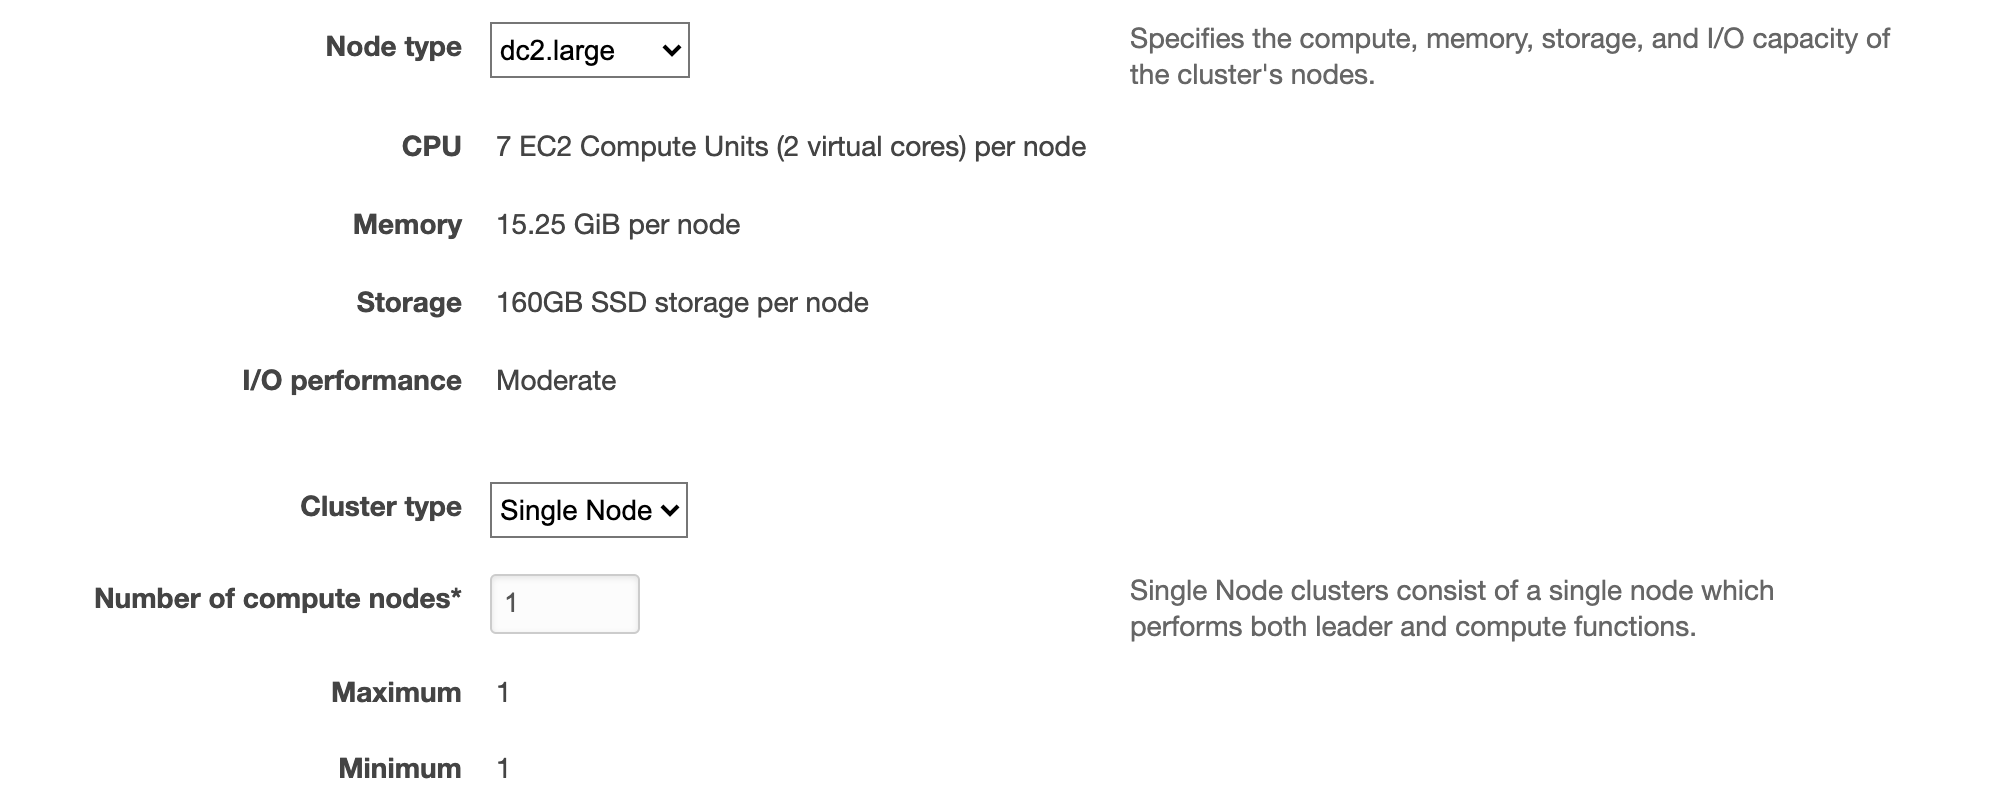 Node type dc2.large Specifies the compute, memory, storage, and I/O capacity of
the cluster's nodes.
CPU 7 EC2 Compute Units (2 virtual cores) per node
Memory 15.25 GiB per node
Storage 160GB SSD storage per node
I/O performance Moderate
Cluster type Single Node
Number of compute nodes* 1 Single Node clusters consist of a single node which
performs both leader and compute functions.
Maximum 1
Minimum 1